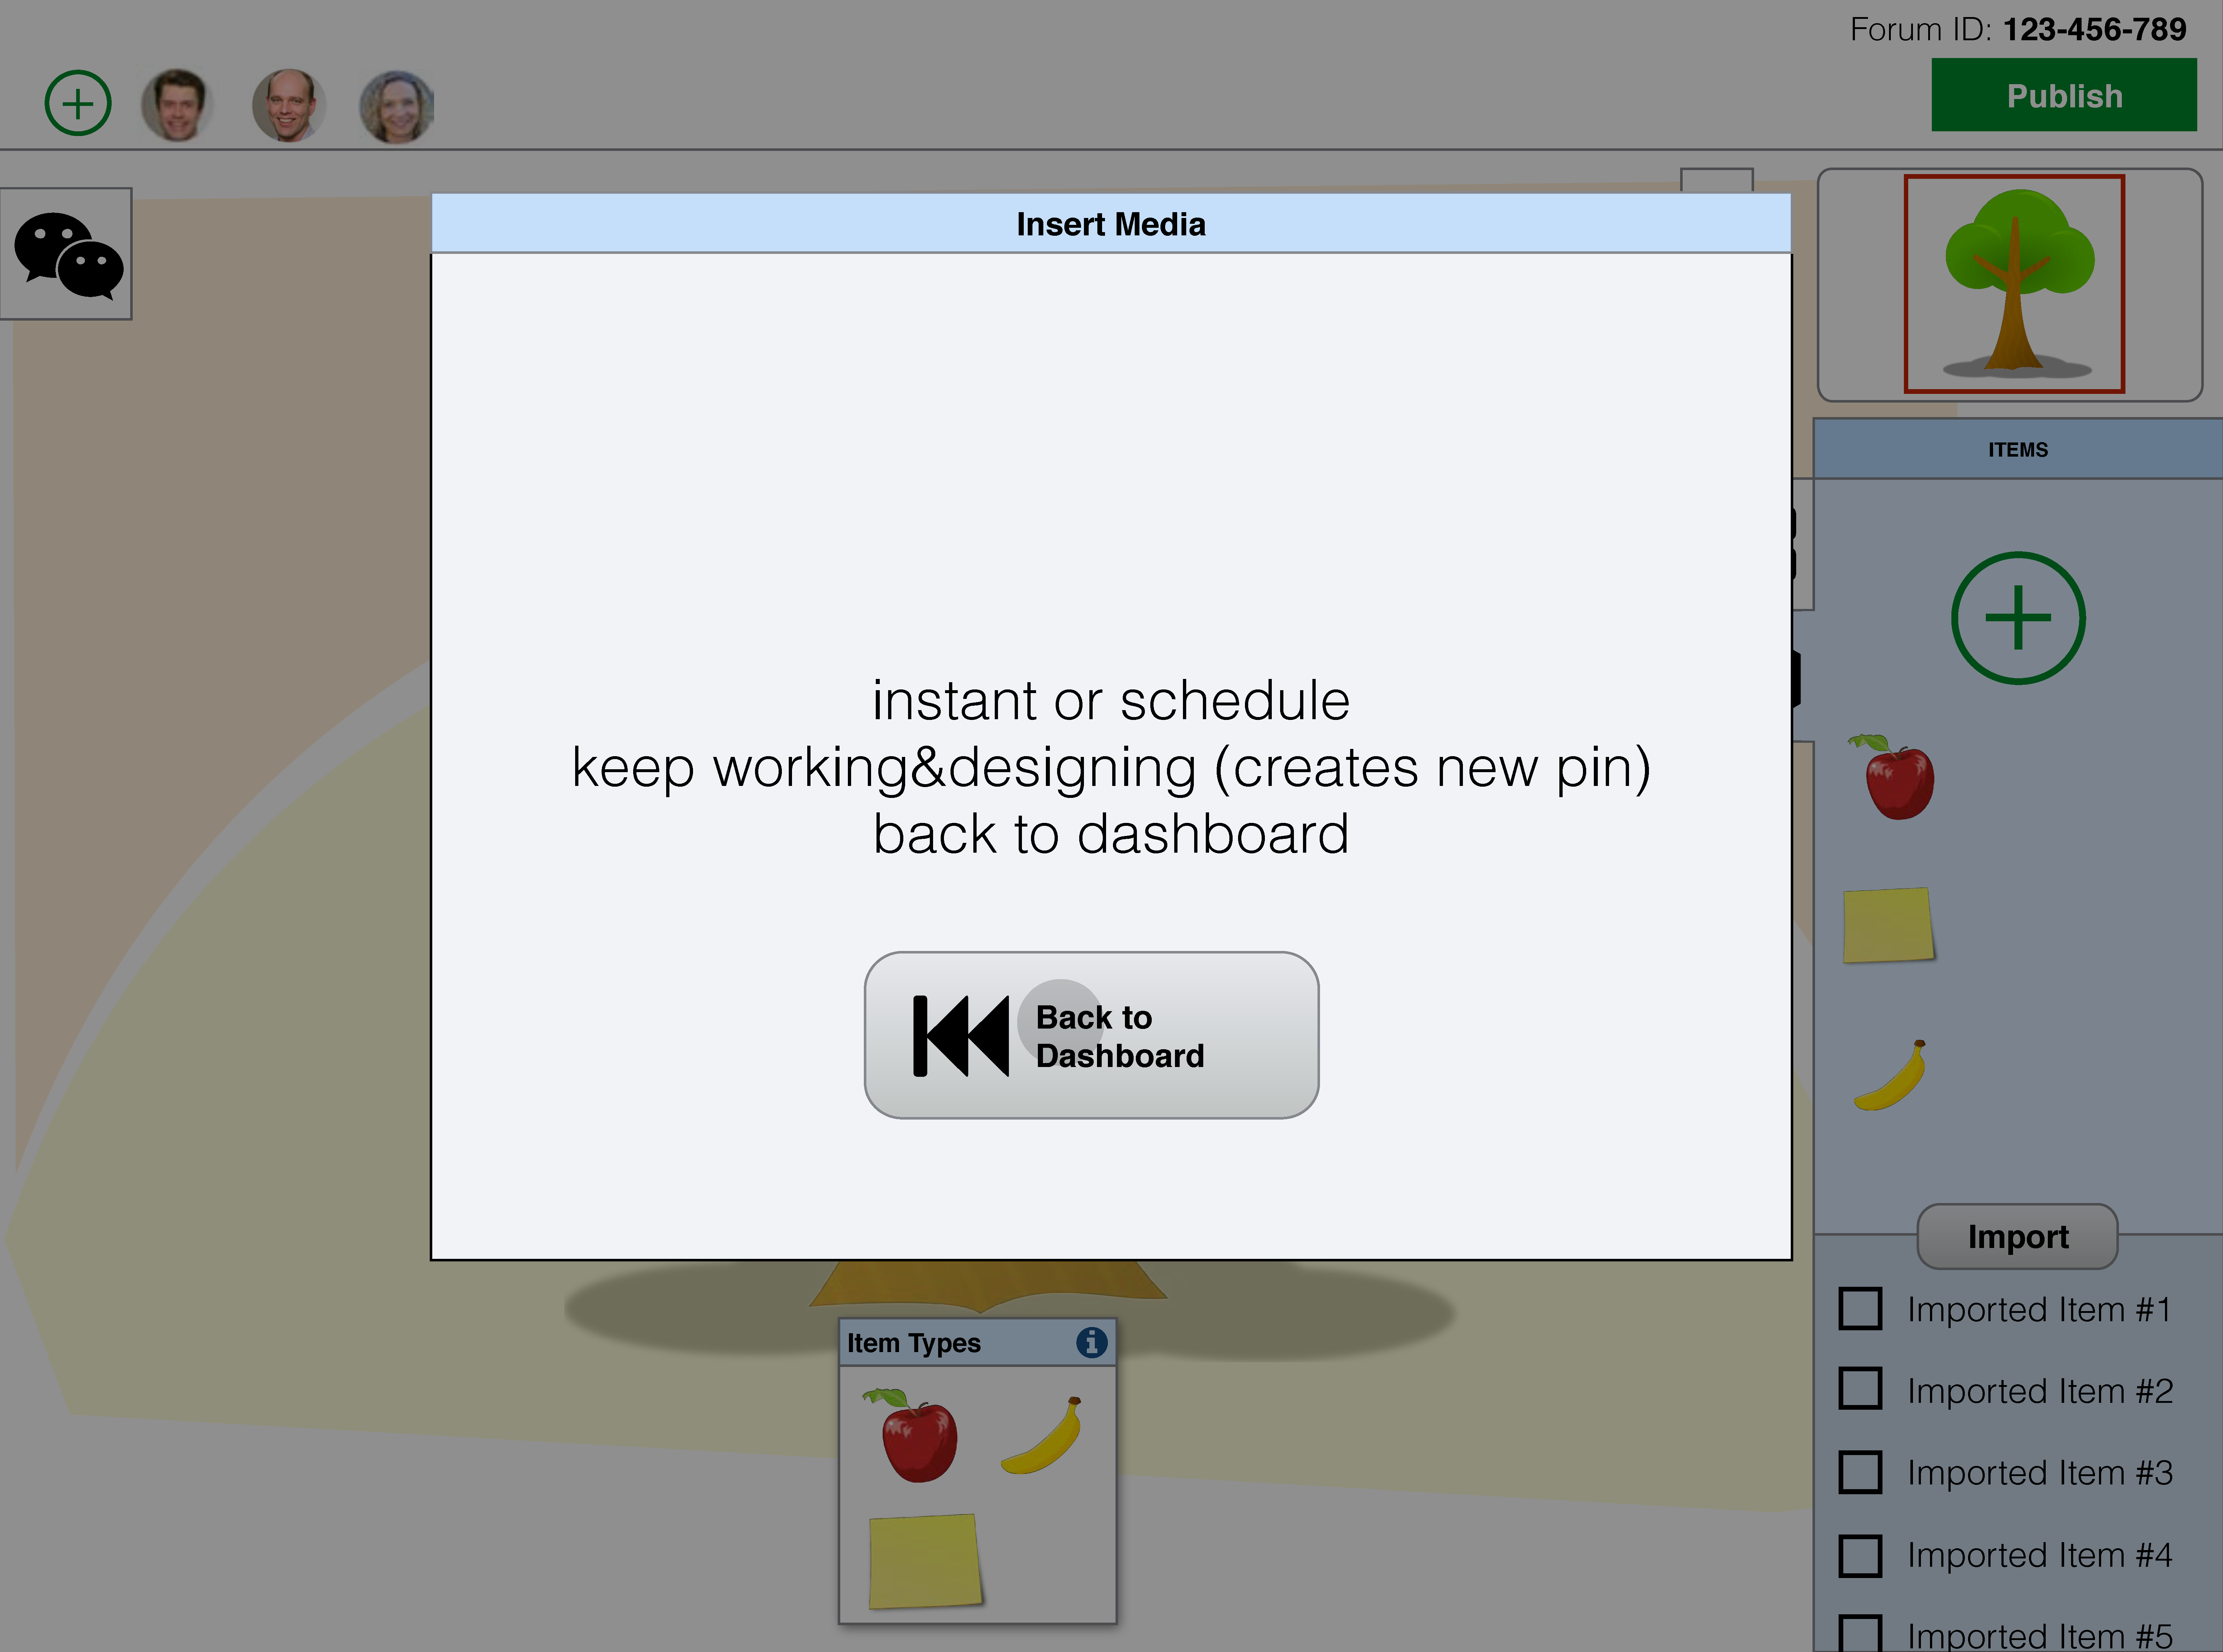 Forum ID: 123-456-789
Publish
Insert Media
ITEMS
instant or schedule
keep working&designing (creates new pin)
back to dashboard
Back to
Dashboard
Import
Imported Item #1
Imported Item #2
Imported Item #3
Imported Item #4
Imported Item #5
Item Types